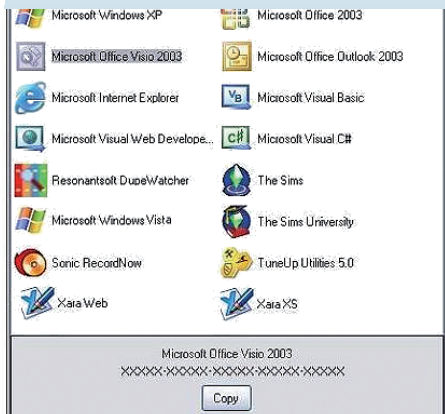 Microsoft Windows XP
Microsoft Office 2003
Microsoft Office Visio 2003
Microsoft Office Outlook 2003
Microsoft Internet Explorer
VB Microsoft Visual Basic
Microsoft Visual Web Develope...
C# Microsoft Visual C#
Resonantsoft DupeWatcher
The Sims
Microsoft Windows Vista
The Sims University
Sonic RecordNow
TuneUp Utilities 5.0
Xara Web
Xara XS
Microsoft Office Visio 2003
XXXXX-XXXXX-XXXXX-XXXXX-XXXXX
Copy